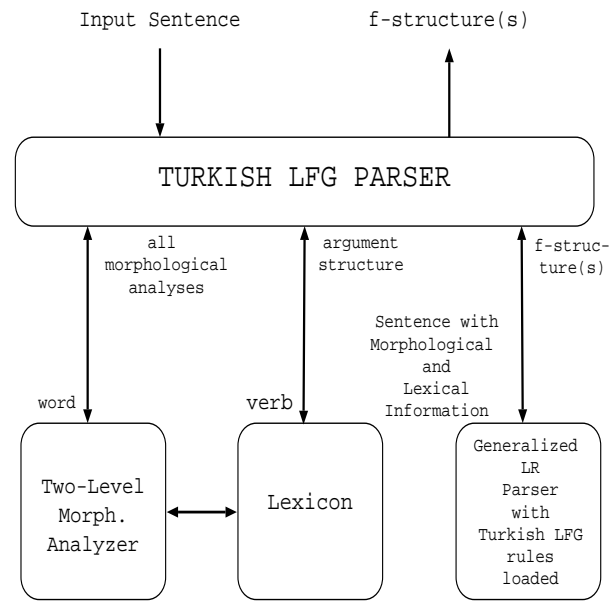 Input Sentence
f-structure(s)
TURKISH LFG PARSER
all
morphological
analyses
argument
structure
f-struc-
ture(s)
Sentence with
Morphological
and
Lexical
Information
word
verb
Two-Level
Morph.
Analyzer
Lexicon
Generalized
LR
Parser
with
Turkish LFG
rules
loaded